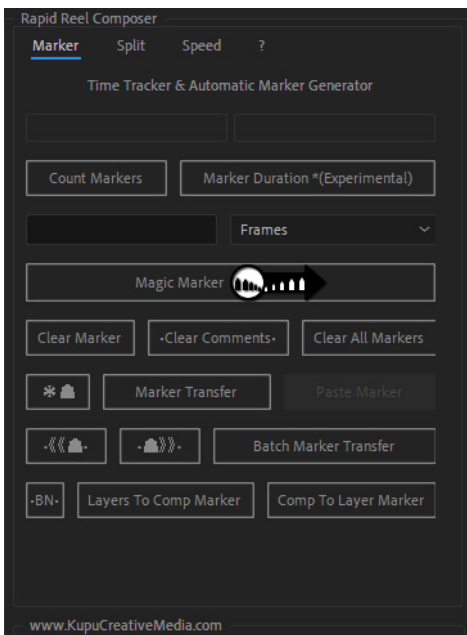 Rapid Reel Composer
Marker Split Speed ?
Time Tracker & Automatic Marker Generator
Count Markers Marker Duration *(Experimental)
Frames
Magic Marker
Clear Marker •Clear Comments• Clear All Markers
Marker Transfer Paste Marker
Batch Marker Transfer
•BN• Layers To Comp Marker Comp To Layer Marker
www.KupuCreativeMedia.com